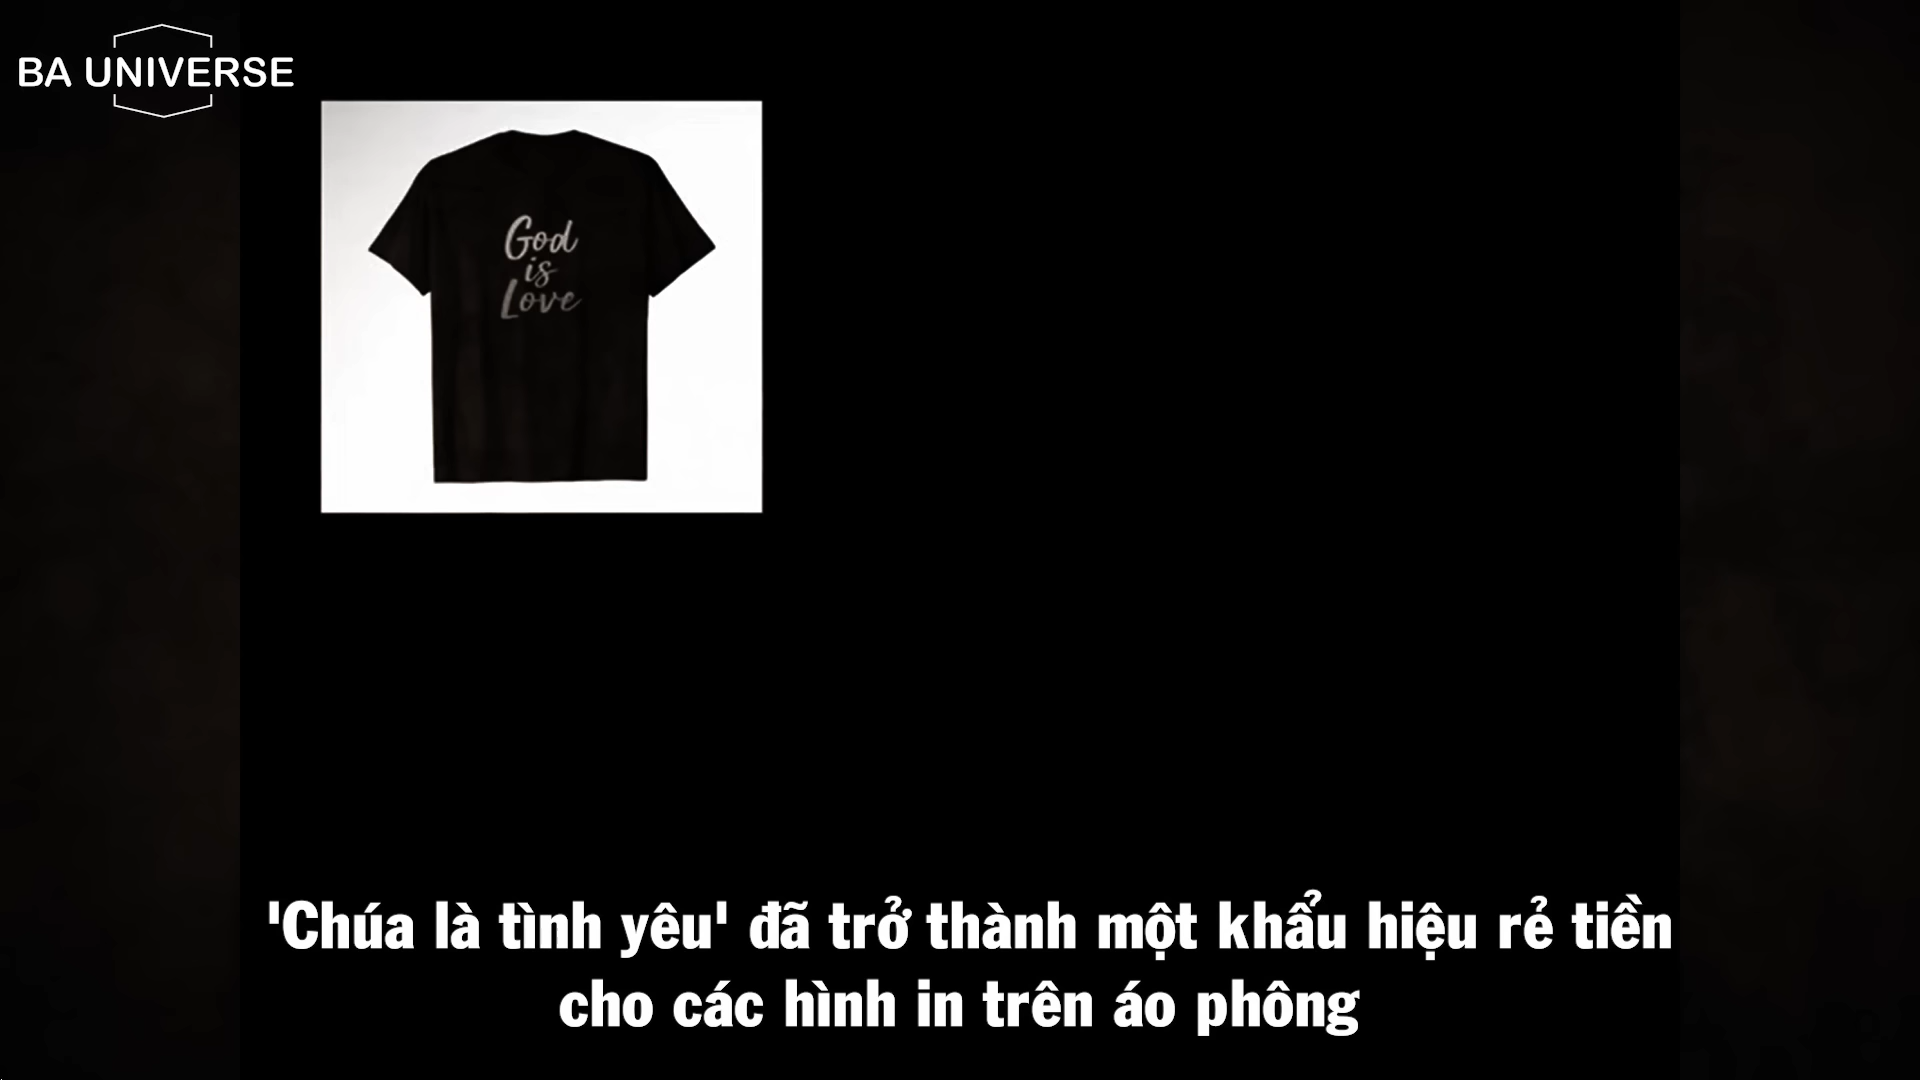 BA UNIVERSE
God
is
Love
'Chúa là tình yêu' đã trở thành một khẩu hiệu rẻ tiền
cho các hình in trên áo phông